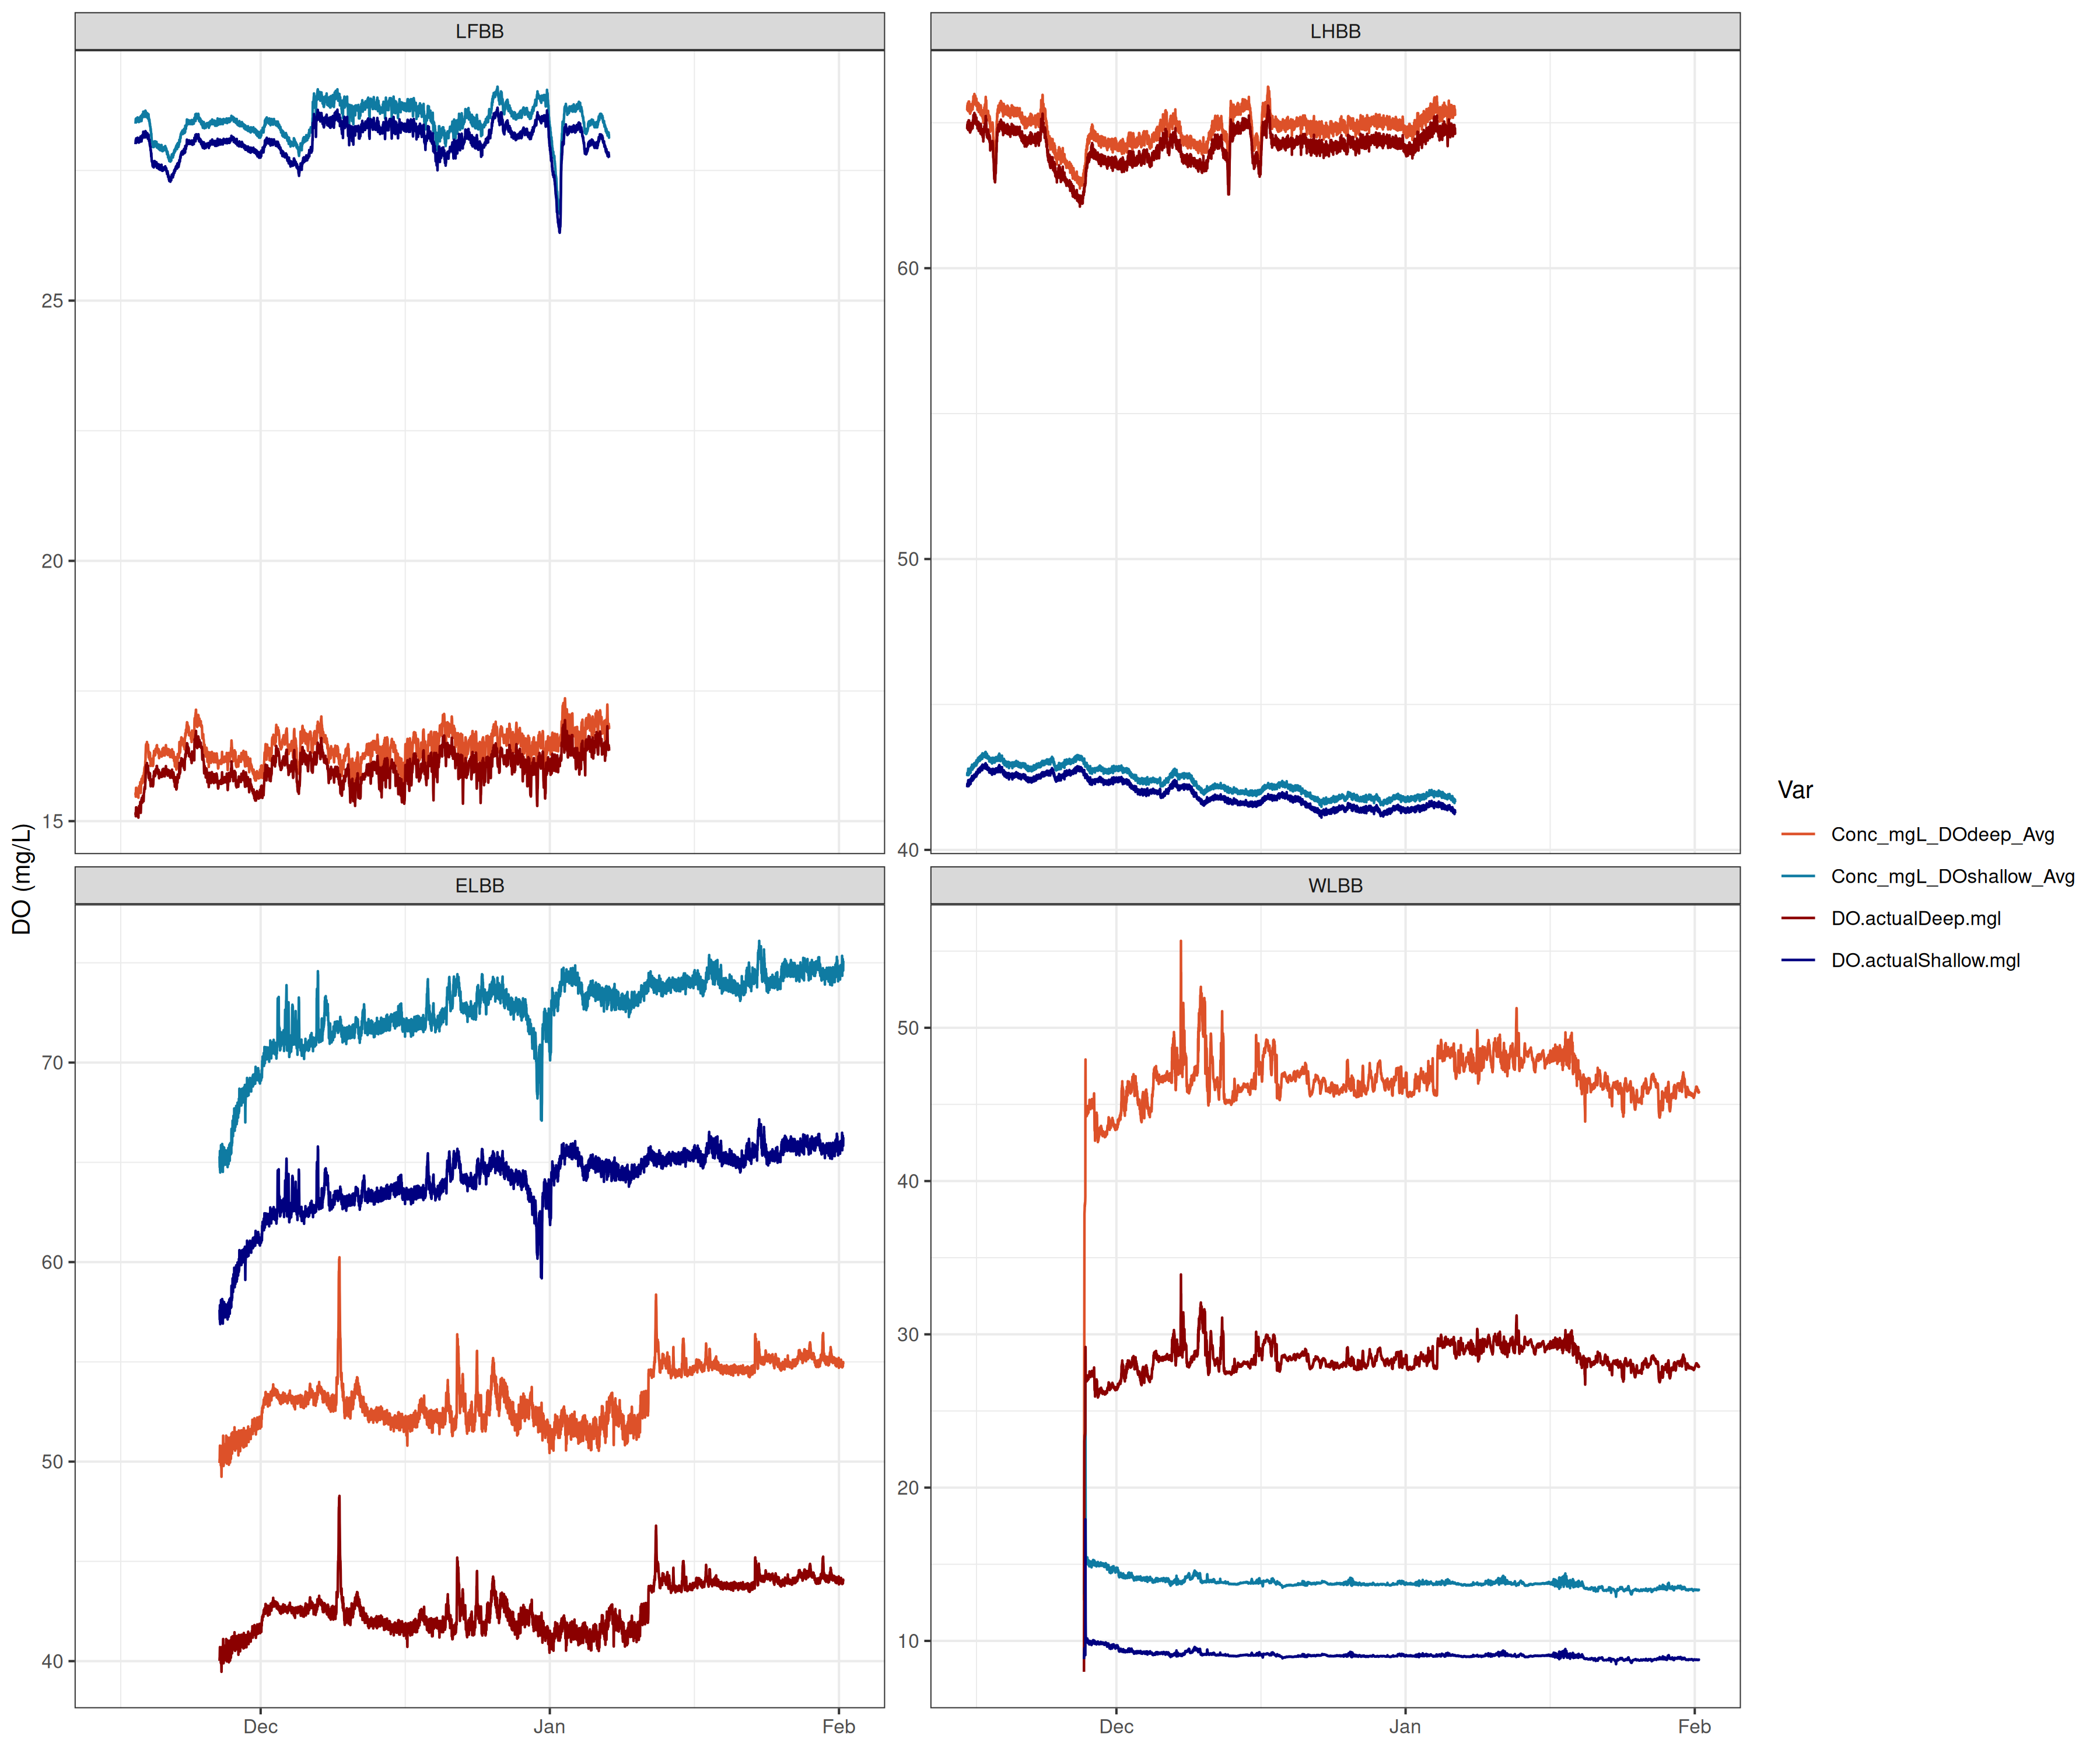 LFBB
LHBB
25
20
15
60
50
40
DO (mg/L)
ELBB
WLBB
70
60
50
40
50
40
30
20
10
Dec
Jan
Feb
Dec
Jan
Feb
Var
Conc_mgL_DOdeep_Avg
Conc_mgL_DOshallow_Avg
DO.actualDeep.mgl
DO.actualShallow.mgl